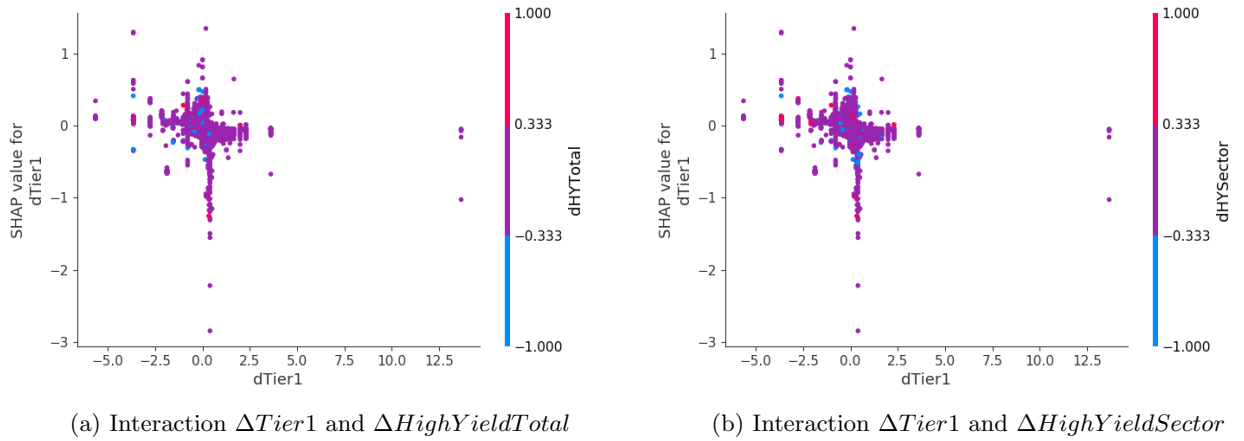 1
0
−1
−2
−3
SHAP value for
dTier1
−5.0 −2.5 0.0 2.5 5.0 7.5 10.0 12.5
dTier1
1.000
0.333
−0.333
−1.000
dHYTotal
(a) Interaction ΔTier1 and ΔHighYieldTotal
1
0
−1
−2
−3
SHAP value for
dTier1
−5.0 −2.5 0.0 2.5 5.0 7.5 10.0 12.5
dTier1
1.000
0.333
−0.333
−1.000
dHYSector
(b) Interaction ΔTier1 and ΔHighYieldSector